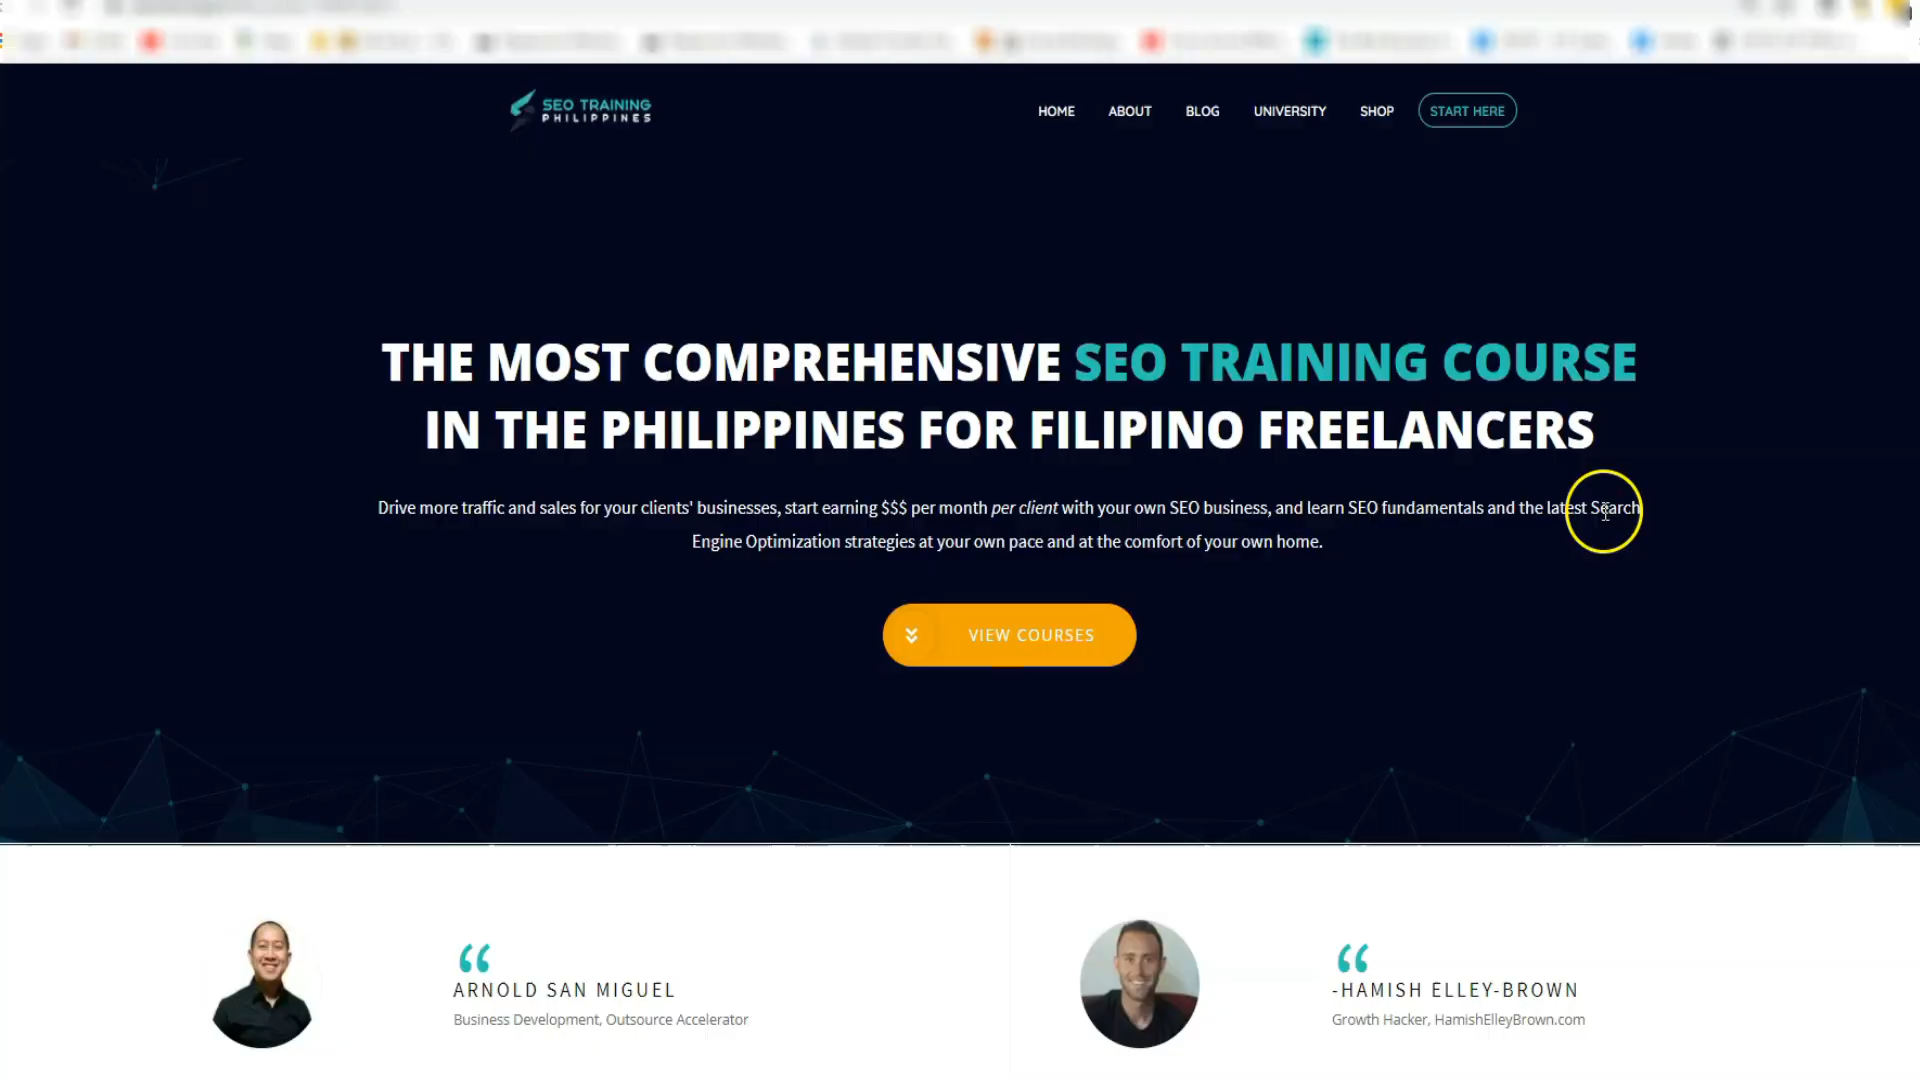 SEO TRAINING
PHILIPPINES
HOME ABOUT BLOG UNIVERSITY SHOP START HERE
THE MOST COMPREHENSIVE SEO TRAINING COURSE
IN THE PHILIPPINES FOR FILIPINO FREELANCERS
Drive more traffic and sales for your clients' businesses, start earning $$$ per month per client with your own SEO business, and learn SEO fundamentals and the latest Search
Engine Optimization strategies at your own pace and at the comfort of your own home.
VIEW COURSES
“
ARNOLD SAN MIGUEL
Business Development, Outsource Accelerator
“
-HAMISH ELLEY-BROWN
Growth Hacker, HamishElleyBrown.com